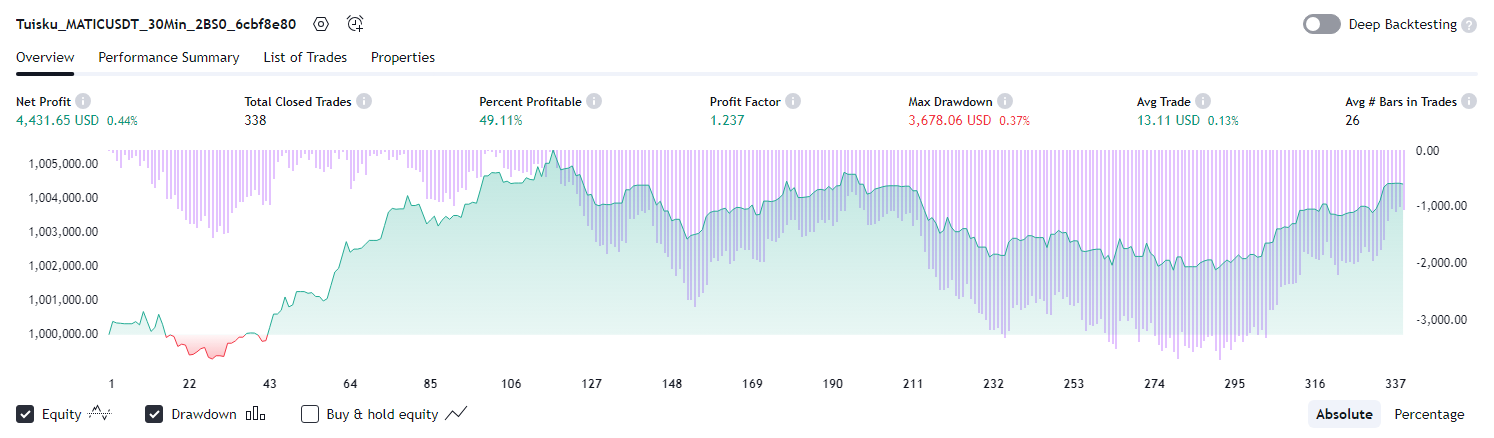 Tuisku_MATICUSDT_30Min_2BS0_6cbf8e80 Deep Backtesting
Overview Performance Summary List of Trades Properties
Net Profit Total Closed Trades Percent Profitable Profit Factor Max Drawdown Avg Trade Avg # Bars in Trades
4,431.65 USD 0.44% 338 49.11% 1.237 3,678.06 USD 0.37% 13.11 USD 0.13% 26
1,005,000.00 0.00
1,004,000.00 -1,000.00
1,003,000.00
1,002,000.00 -2,000.00
1,001,000.00 -3,000.00
1,000,000.00
1 22 43 64 85 106 127 148 169 190 211 232 253 274 295 316 337
Equity Drawdown Buy & hold equity Absolute Percentage